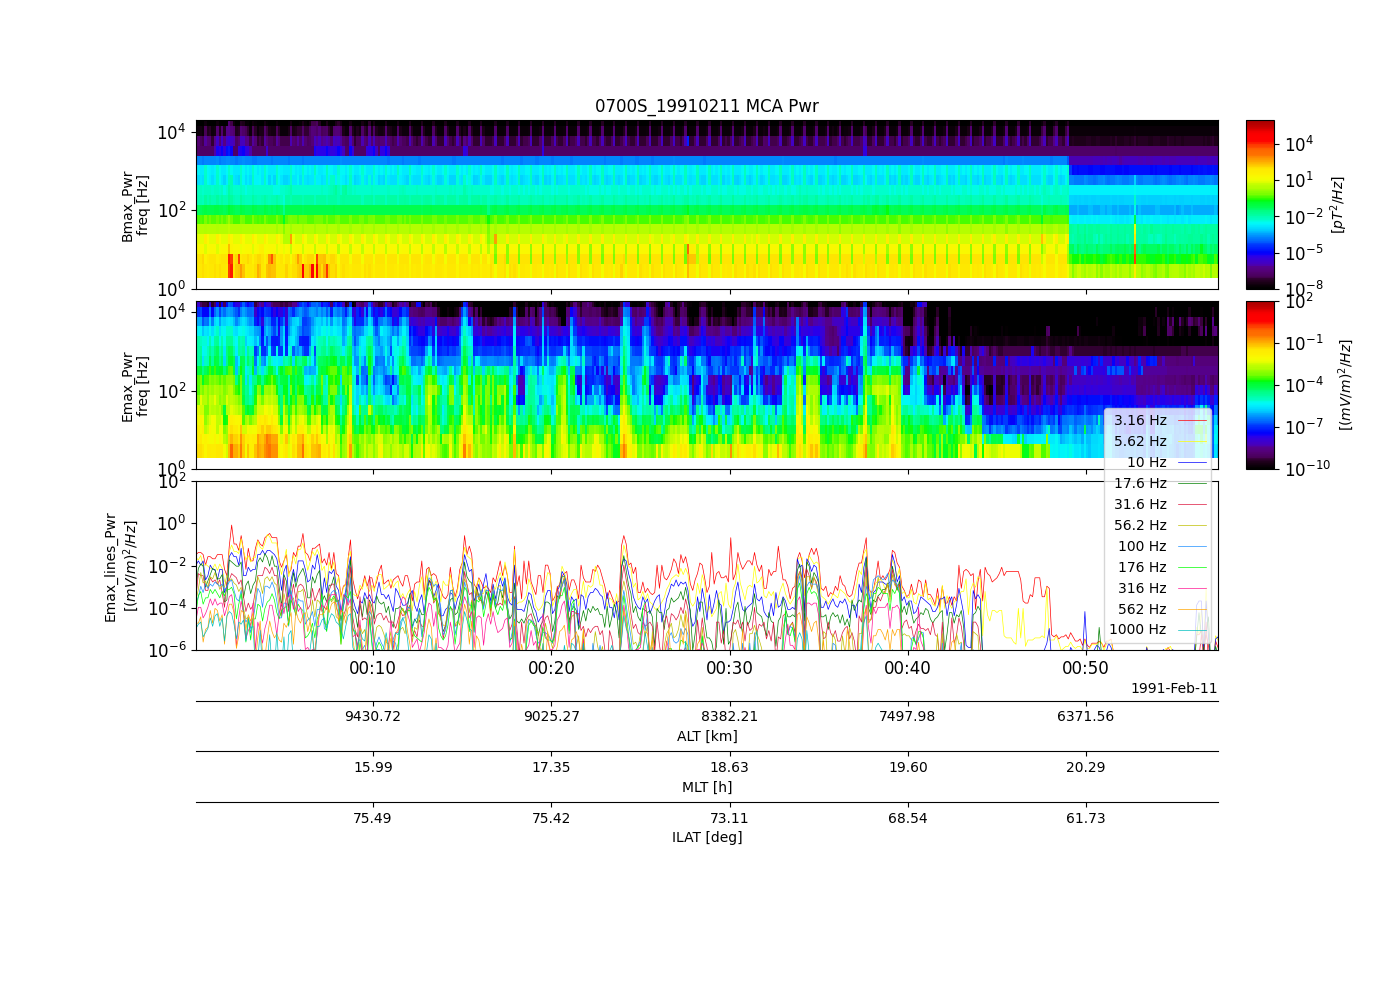 0700S_19910211 MCA Pwr
10^4
10^2
10^0
Bmax_Pwr
freq [Hz]
10^4
10^1
10^-2
10^-5
10^-8
[pT^2/Hz]
10^4
10^2
10^0
Emax_Pwr
freq [Hz]
10^2
10^-1
10^-4
10^-7
10^-10
[(mV/m)^2/Hz]
10^2
10^0
10^-2
10^-4
10^-6
Emax_lines_Pwr
[(mV/m)^2/Hz]
3.16 Hz
5.62 Hz
10 Hz
17.6 Hz
31.6 Hz
56.2 Hz
100 Hz
176 Hz
316 Hz
562 Hz
1000 Hz
00:10 00:20 00:30 00:40 00:50
1991-Feb-11
9430.72 9025.27 8382.21 7497.98 6371.56
ALT [km]
15.99 17.35 18.63 19.60 20.29
MLT [h]
75.49 75.42 73.11 68.54 61.73
ILAT [deg]